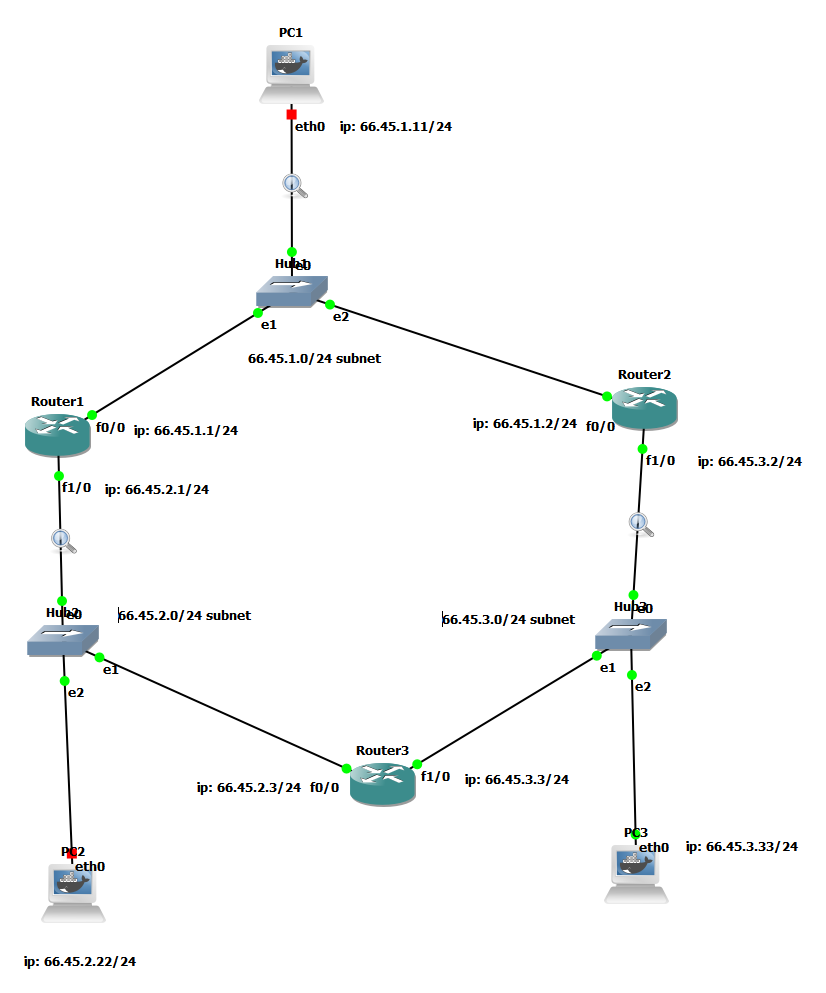 PC1
eth0 ip: 66.45.1.11/24
Hub1
e0
e1
e2
66.45.1.0/24 subnet
Router1
f0/0 ip: 66.45.1.1/24
f1/0 ip: 66.45.2.1/24
Router2
ip: 66.45.1.2/24 f0/0
f1/0 ip: 66.45.3.2/24
Hub2
e0
66.45.2.0/24 subnet
e1
e2
66.45.3.0/24 subnet
Hub3
e0
e1
e2
Router3
ip: 66.45.2.3/24 f0/0
f1/0 ip: 66.45.3.3/24
PC2
eth0
ip: 66.45.2.22/24
PC3
eth0 ip: 66.45.3.33/24